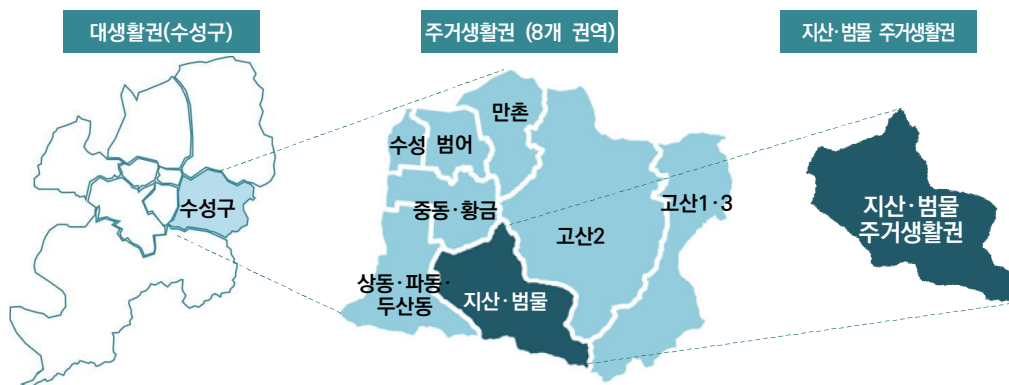 대생활권(수성구)
주거생활권 (8개 권역)
지산·범물 주거생활권
수성구
만촌
수성
범어
중동·황금
고산2
고산1·3
상동·파동·
두산동
지산·범물
지산·범물
주거생활권